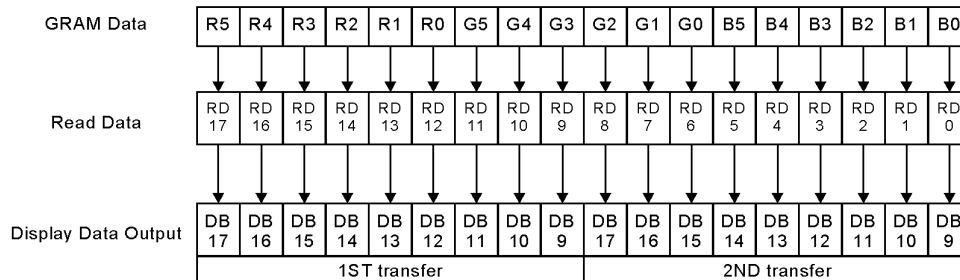 GRAM Data R5 R4 R3 R2 R1 R0 G5 G4 G3 G2 G1 G0 B5 B4 B3 B2 B1 B0
RD RD RD RD RD RD RD RD RD RD RD RD RD RD RD RD RD RD
Read Data 17 16 15 14 13 12 11 10 9 8 7 6 5 4 3 2 1 0
DB DB DB DB DB DB DB DB DB DB DB DB DB DB DB DB DB DB
Display Data Output 17 16 15 14 13 12 11 10 9 17 16 15 14 13 12 11 10 9
1ST transfer 2ND transfer